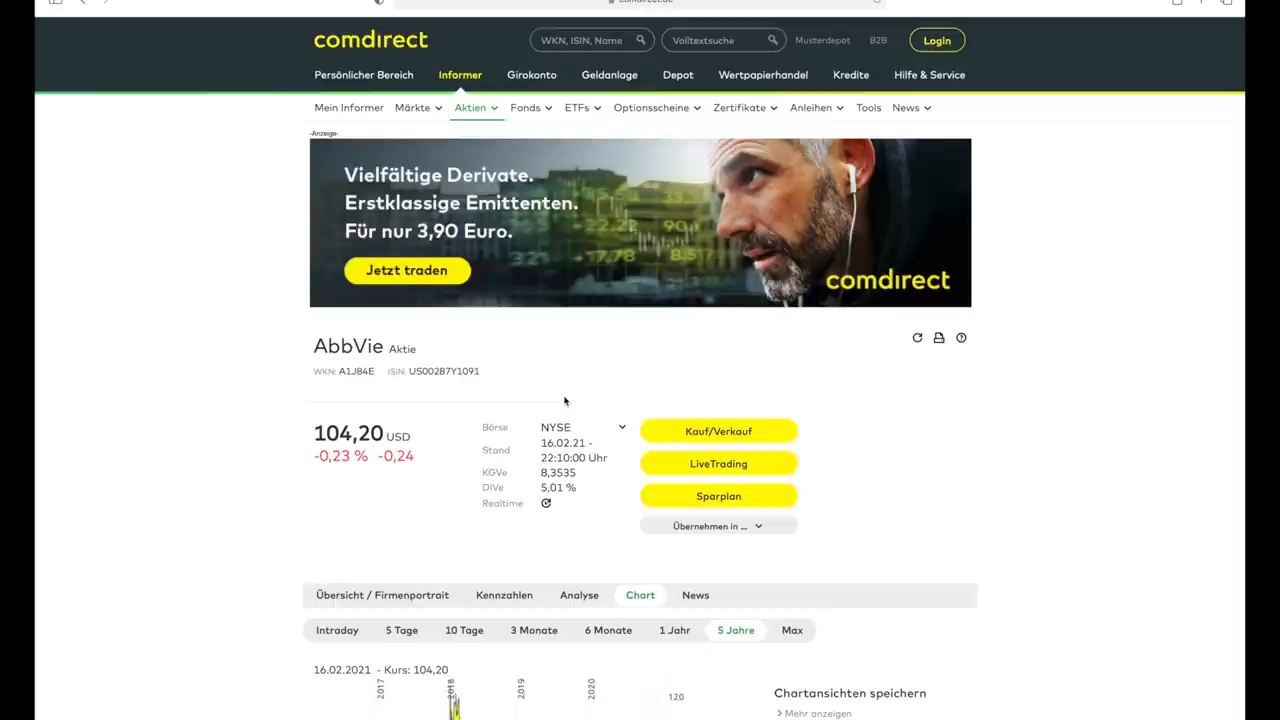 comdirect
WKN, ISIN, Name
Volltextsuche
Musterdepot
B2B
Login
Persönlicher Bereich
Informer
Girokonto
Geldanlage
Depot
Wertpapierhandel
Kredite
Hilfe & Service
Mein Informer
Märkte
Aktien
Fonds
ETFs
Optionsscheine
Zertifikate
Anleihen
Tools
News
-Anzeige-
Vielfältige Derivate.
Erstklassige Emittenten.
Für nur 3,90 Euro.
Jetzt traden
comdirect
AbbVie Aktie
WKN: A1J84E ISIN: US00287Y1091
104,20 USD
-0,23 % -0,24
Börse NYSE
Stand 16.02.21 -
22:10:00 Uhr
KGVe 8,3535
DIVe 5,01 %
Realtime
Kauf/Verkauf
LiveTrading
Sparplan
Übernehmen in ...
Übersicht / Firmenportrait
Kennzahlen
Analyse
Chart
News
Intraday
5 Tage
10 Tage
3 Monate
6 Monate
1 Jahr
5 Jahre
Max
16.02.2021 - Kurs: 104,20
2017
2018
2019
2020
120
Chartansichten speichern
Mehr anzeigen